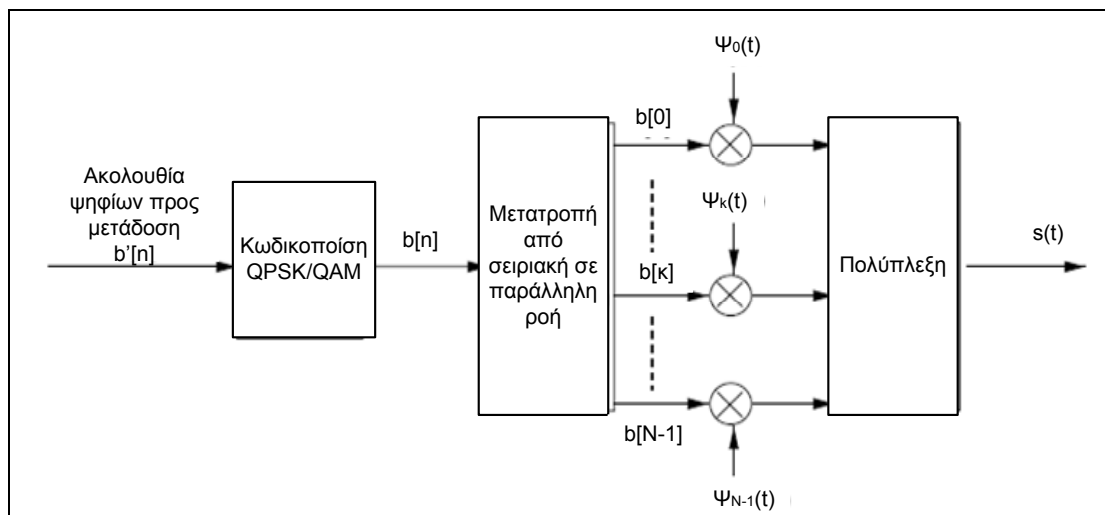 Ψ0(t)
b[0]
Ακολουθία
ψηφίων προς
μετάδοση
b’[n]
Κωδικοποίση
QPSK/QAM
b[n]
Μετατροπή
από
σειριακή σε
παράλληλη
ροή
Ψk(t)
b[κ]
Πολύπλεξη
s(t)
b[N-1]
ΨN-1(t)